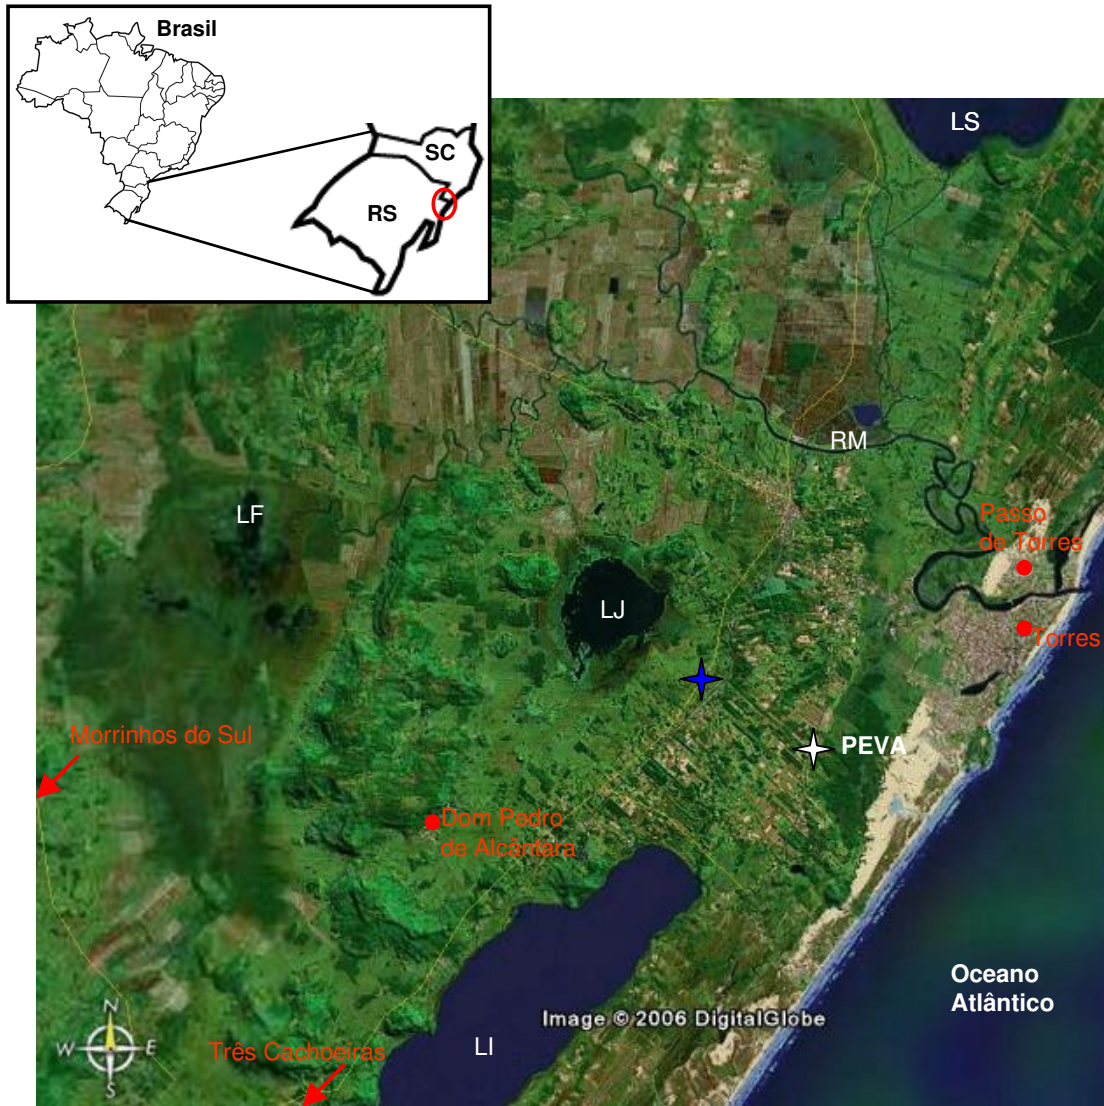 Brasil
SC
RS
LS
RM
LF
Passo
de Torres
LJ
Torres
Morrinhos do Sul
PEVA
Dom Pedro
de Alcântara
Oceano
Atlântico
Image © 2006 DigitalGlobe
N
W
E
S
Três Cachoeiras
LI